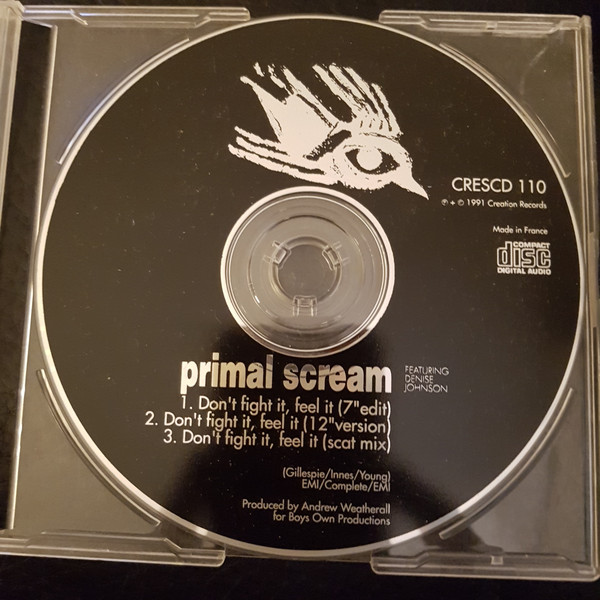 CRESCD 110
℗ + © 1991 Creation Records
Made in France
COMPACT
disc
DIGITAL AUDIO
primal scream
FEATURING
DENISE
JOHNSON
1. Don't fight it, feel it (7"edit)
2. Don't fight it, feel it (12"version)
3. Don't fight it, feel it (scat mix)
(Gillespie/Innes/Young)
EMI/Complete/EMI
Produced by Andrew Weatherall
for Boys Own Productions